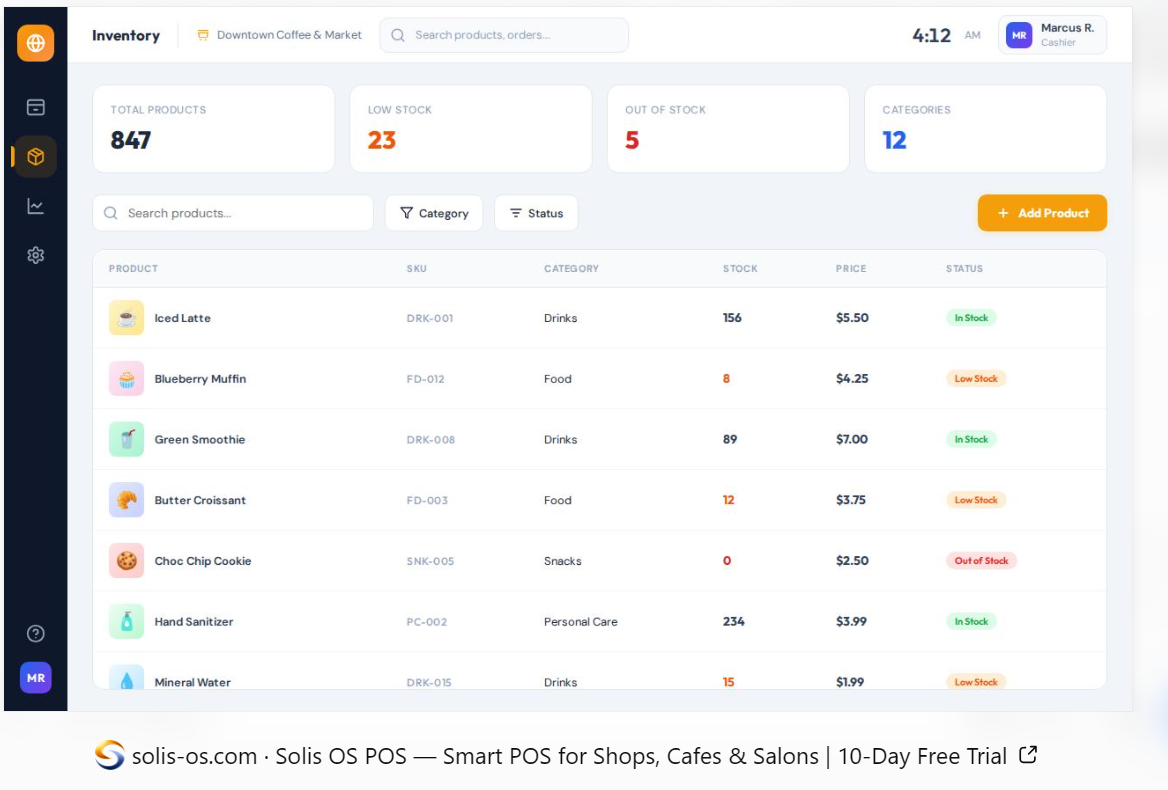 Inventory Downtown Coffee & Market Search products, orders... 4:12 AM MR Marcus R.
Cashier
TOTAL PRODUCTS LOW STOCK OUT OF STOCK CATEGORIES
847 23 5 12
Search products... Category Status + Add Product
PRODUCT SKU CATEGORY STOCK PRICE STATUS
Iced Latte DRK-001 Drinks 156 $5.50 In Stock
Blueberry Muffin FD-012 Food 8 $4.25 Low Stock
Green Smoothie DRK-008 Drinks 89 $7.00 In Stock
Butter Croissant FD-003 Food 12 $3.75 Low Stock
Choc Chip Cookie SNK-005 Snacks 0 $2.50 Out of Stock
Hand Sanitizer PC-002 Personal Care 234 $3.99 In Stock
Mineral Water DRK-015 Drinks 15 $1.99 Low Stock
MR
solis-os.com · Solis OS POS — Smart POS for Shops, Cafes & Salons | 10-Day Free Trial